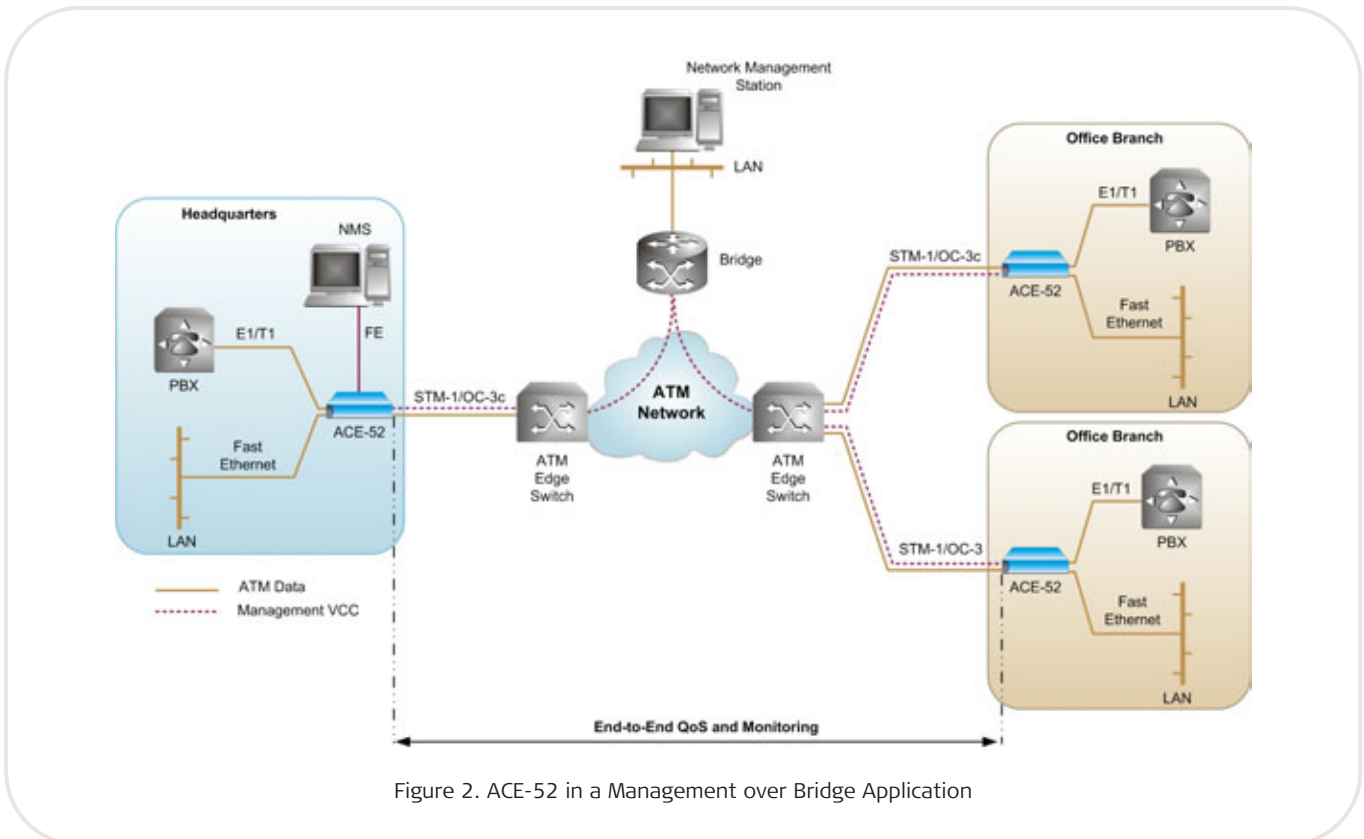 Network Management
Station
LAN
Bridge
Headquarters
NMS
FE
E1/T1
PBX
ACE-52
Fast
Ethernet
LAN
STM-1/OC-3c
ATM
Edge
Switch
ATM
Network
ATM
Edge
Switch
STM-1/OC-3c
Office Branch
E1/T1
PBX
ACE-52
Fast
Ethernet
LAN
STM-1/OC-3
Office Branch
E1/T1
PBX
ACE-52
Fast
Ethernet
LAN
ATM Data
Management VCC
End-to-End QoS and Monitoring
Figure 2. ACE-52 in a Management over Bridge Application